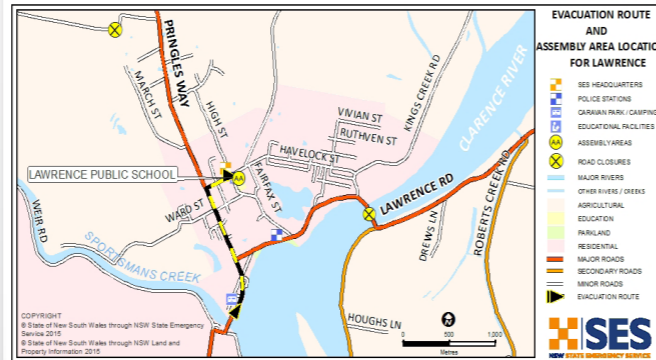 EVACUATION ROUTE
AND
ASSEMBLY AREA LOCATIO
FOR LAWRENCE
SES HEADQUARTERS
POLICE STATIONS
CARAVAN PARK / CAMPING
EDUCATIONAL FACILITIES
AA ASSEMBLY AREAS
ROAD CLOSURES
MAJOR RIVERS
OTHER RIVERS / CREEKS
AGRICULTURAL
EDUCATION
PARKLAND
RESIDENTIAL
MAJOR ROADS
SECONDARY ROADS
MINOR ROADS
EVACUATION ROUTE
SES
NSW STATE EMERGENCY SERVICE
PRINGLES WAY
MARCH ST
HIGH ST
KINGS CREEK RD
CLARENCE RIVER
VIVIAN ST
RUTHVEN ST
HAVELOCK ST
LAWRENCE PUBLIC SCHOOL
AA
FAIRFAX ST
LAWRENCE RD
ROBERTS CREEK RD
WARD ST
WEIR RD
DREWS LN
SPORTSMANS CREEK
HOUGHS LN
COPYRIGHT
© State of New South Wales through NSW State Emergency
Service 2015
© State of New South Wales through NSW Land and
Property Information 2015
0 500 1,000
Metres